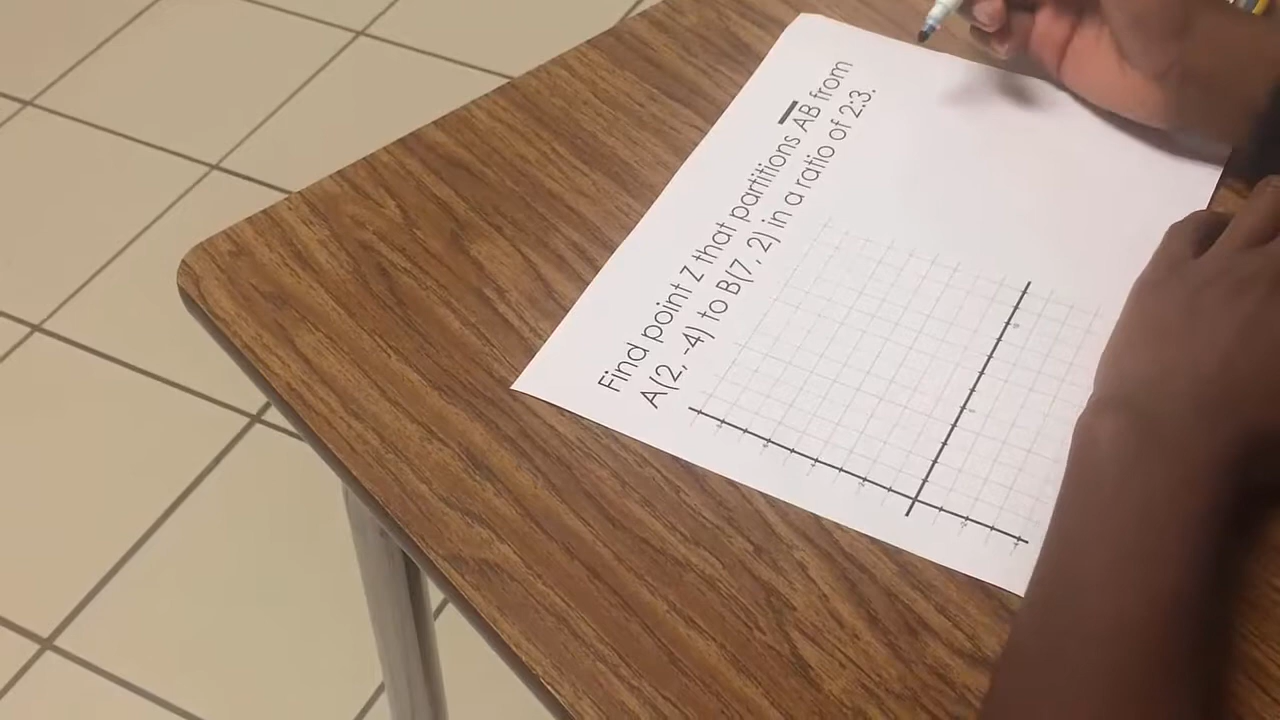 Find point Z that partitions AB from
A(2, -4) to B(7, 2) in a ratio of 2:3.